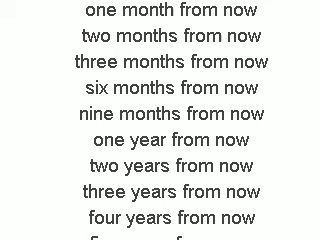 one month from now
two months from now
three months from now
six months from now
nine months from now
one year from now
two years from now
three years from now
four years from now